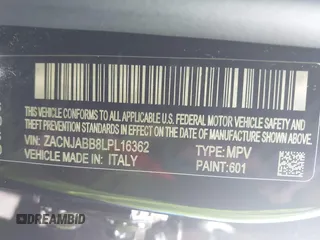 THIS VEHICLE CONFORMS TO ALL APPLICABLE U.S.
FEDERAL MOTOR VEHICLE SAFETY AND
THEFT PREVENTION STANDARDS IN EFFECT ON THE
DATE OF MANUFACTURE SHOWN ABOVE.
VIN: ZACNJABB8LPL16362 TYPE: MPV
VEHICLE MADE IN: ITALY PAINT: 601
DREAMBID